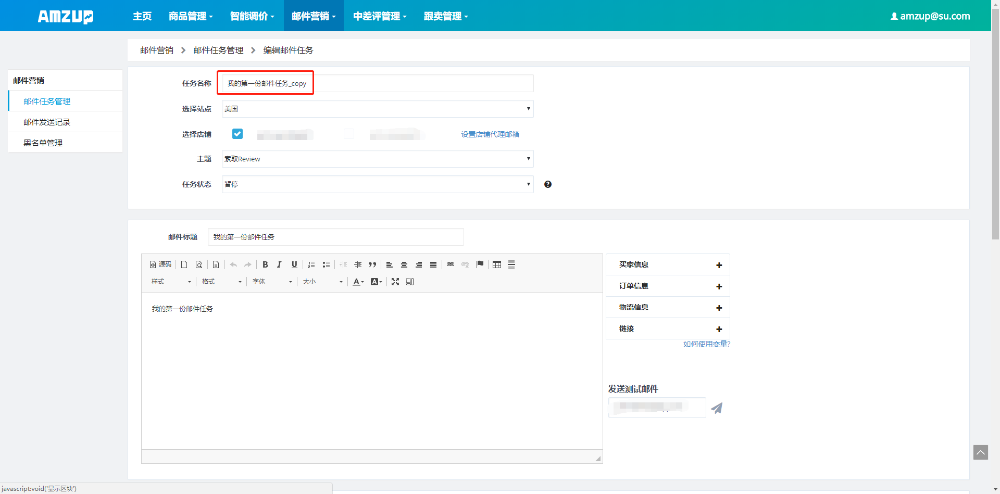 AMZUP 主页 商品管理 智能调价 邮件营销 中差评管理 跟卖管理 amzup@su.com
邮件营销 邮件任务管理 编辑邮件任务
邮件营销
邮件任务管理
邮件发送记录
黑名单管理
任务名称 我的第一份邮件任务_copy
选择站点 美国
选择店铺 设置店铺代理邮箱
主题 索取Review
任务状态 暂停
邮件标题 我的第一份邮件任务
源码
样式 格式 字体 大小
我的第一份邮件任务
买家信息
订单信息
物流信息
链接
如何使用变量?
发送测试邮件
javascript:void('显示区块')